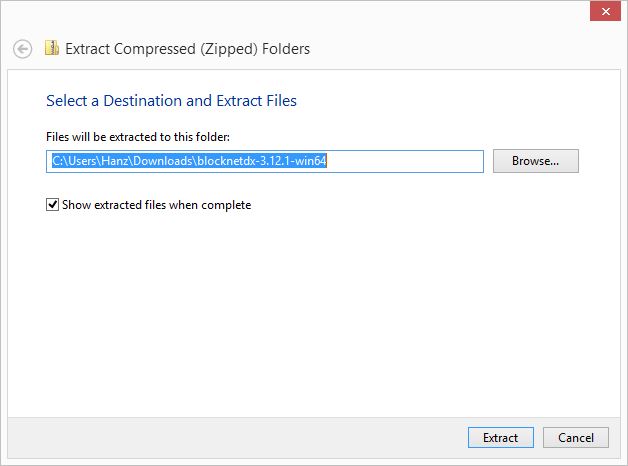 Extract Compressed (Zipped) Folders
Select a Destination and Extract Files
Files will be extracted to this folder:
C:\Users\Hanz\Downloads\blocknetdx-3.12.1-win64
Browse...
Show extracted files when complete
Extract
Cancel